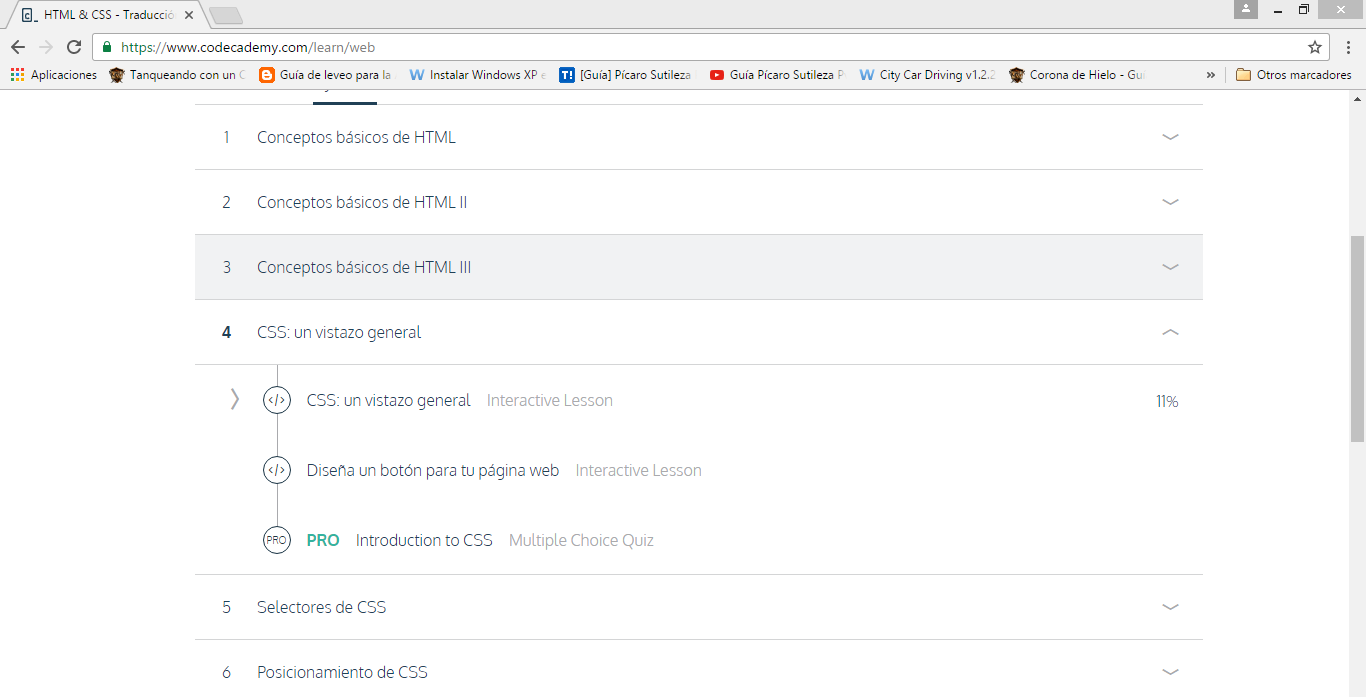 HTML & CSS - Traducció
https://www.codecademy.com/learn/web
Aplicaciones Tanqueando con un C Guía de leveo para la Instalar Windows XP e [Guía] Pícaro Sutileza Guía Pícaro Sutileza P City Car Driving v1.2.2 Corona de Hielo - Guí » Otros marcadores
1 Conceptos básicos de HTML
2 Conceptos básicos de HTML II
3 Conceptos básicos de HTML III
4 CSS: un vistazo general
</> CSS: un vistazo general Interactive Lesson 11%
</> Diseña un botón para tu página web Interactive Lesson
PRO PRO Introduction to CSS Multiple Choice Quiz
5 Selectores de CSS
6 Posicionamiento de CSS